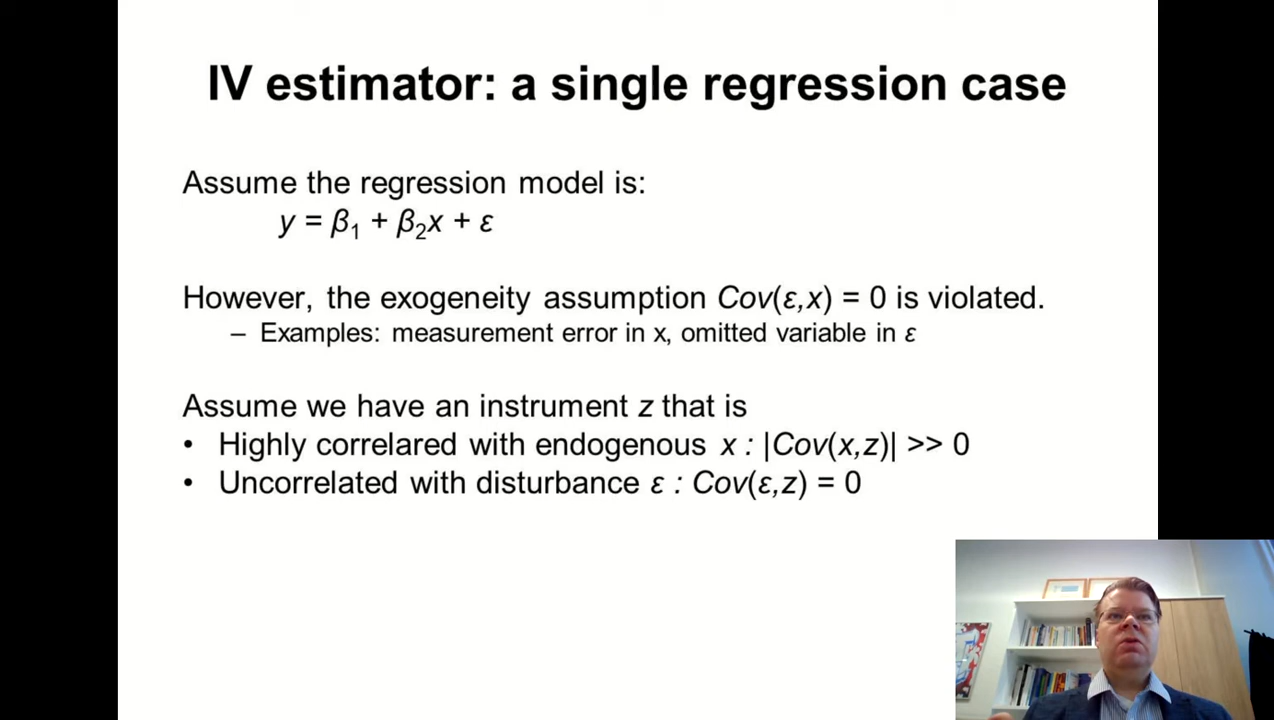 IV estimator: a single regression case
Assume the regression model is:
y = β₁ + β₂x + ε
However, the exogeneity assumption Cov(ε,x) = 0 is violated.
– Examples: measurement error in x, omitted variable in ε
Assume we have an instrument z that is
• Highly correlared with endogenous x : |Cov(x,z)| >> 0
• Uncorrelated with disturbance ε : Cov(ε,z) = 0